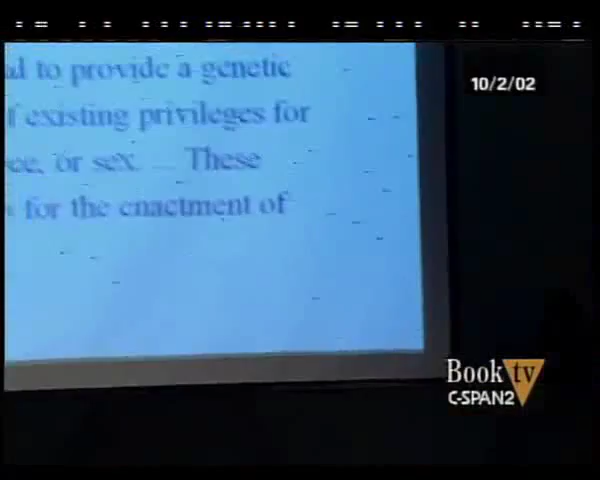 al to provide a genetic
10/2/02
f existing privileges for
ce, or sex. ... These
for the enactment of
Book tv
C-SPAN2